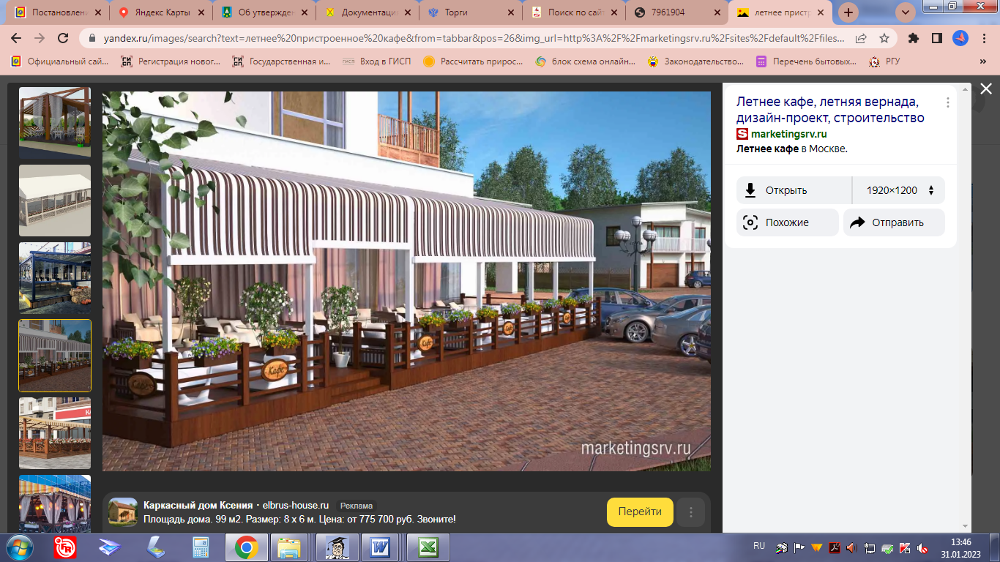 Постановлени
Яндекс Карты
Об утвержден
Документаци
Торги
Поиск по сайт
7961904
летнее пристр
yandex.ru/images/search?text=летнее%20пристроенное%20кафе&from=tabbar&pos=26&img_url=http%3A%2F%2Fmarketingsrv.ru%2Fsites%2Fdefault%2Ffiles...
Официальный сай...
Регистрация новог...
Государственная и...
Вход в ГИСП
Рассчитать прирос...
блок схема онлайн...
Законодательство...
Перечень бытовых...
РГУ
Летнее кафе, летняя вернада,
дизайн-проект, строительство
marketingsrv.ru
Летнее кафе в Москве.
Открыть
1920×1200
Похожие
Отправить
Кафе
Кафе
Кафе
Кафе
Кафе
marketingsrv.ru
Каркасный дом Ксения · elbrus-house.ru Реклама
Площадь дома. 99 м2. Размер: 8 х 6 м. Цена: от 775 700 руб. Звоните!
Перейти
RU
13:46
31.01.2023